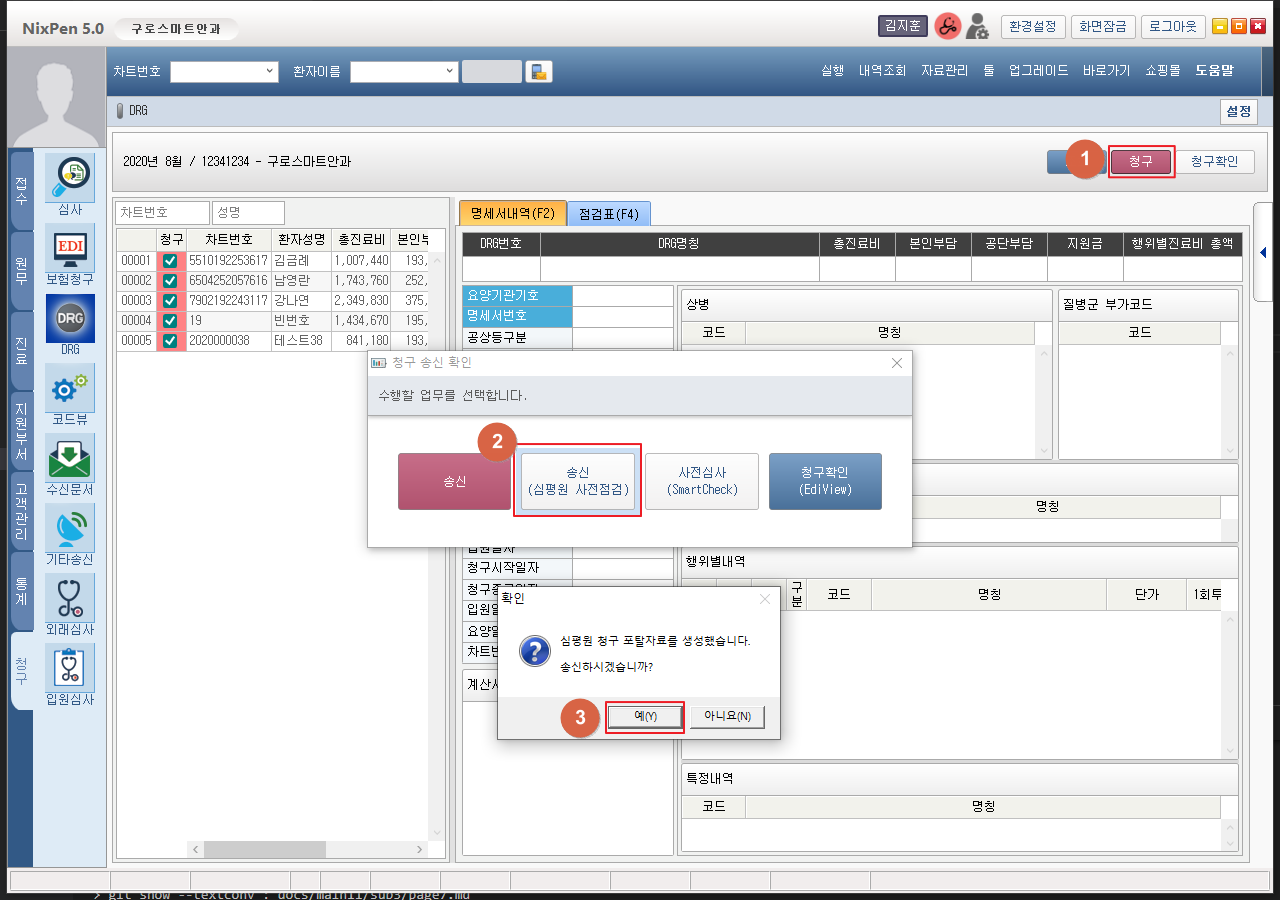 NixPen 5.0 구로스마트안과 김지훈 환경설정 화면잠금 로그아웃
차트번호 환자이름 실행 내역조회 자료관리 툴 업그레이드 바로가기 쇼핑몰 도움말
DRG 설정
2020년 8월 / 12341234 - 구로스마트안과 1 청구 청구확인
접수
원무
진료
지원부서
고객관리
통계
청구
심사
EDI
보험청구
DRG
DRG
코드뷰
수신문서
기타송신
외래심사
입원심사
차트번호 성명
청구 차트번호 환자성명 총진료비 본인부
00001 5510192253617 김금례 1,007,440 193,
00002 6504252057616 남영란 1,743,760 252,
00003 7902192243117 강나연 2,349,830 375,
00004 19 빈번호 1,434,670 195,
00005 2020000038 테스트38 841,180 193,
명세서내역(F2) 점검표(F4)
DRG번호 DRG명칭 총진료비 본인부담 공단부담 지원금 행위별진료비 총액
요양기관기호
명세서번호
공상등구분
상병
코드 명칭
질병군 부가코드
코드
청구 송신 확인
수행할 업무를 선택합니다.
2
송신
송신
(심평원 사전점검)
사전심사
(SmartCheck)
청구확인
(EdiView)
명칭
입원일자
청구시작일자
행위별내역
구분 코드 명칭 단가 1회투
입원일
요양일
차트번
계산서
확인
심평원 청구 포탈자료를 생성했습니다.
송신하시겠습니까?
3 예(Y) 아니요(N)
특정내역
코드 명칭
> git show --textconv : docs/main11/sub3/page7.md